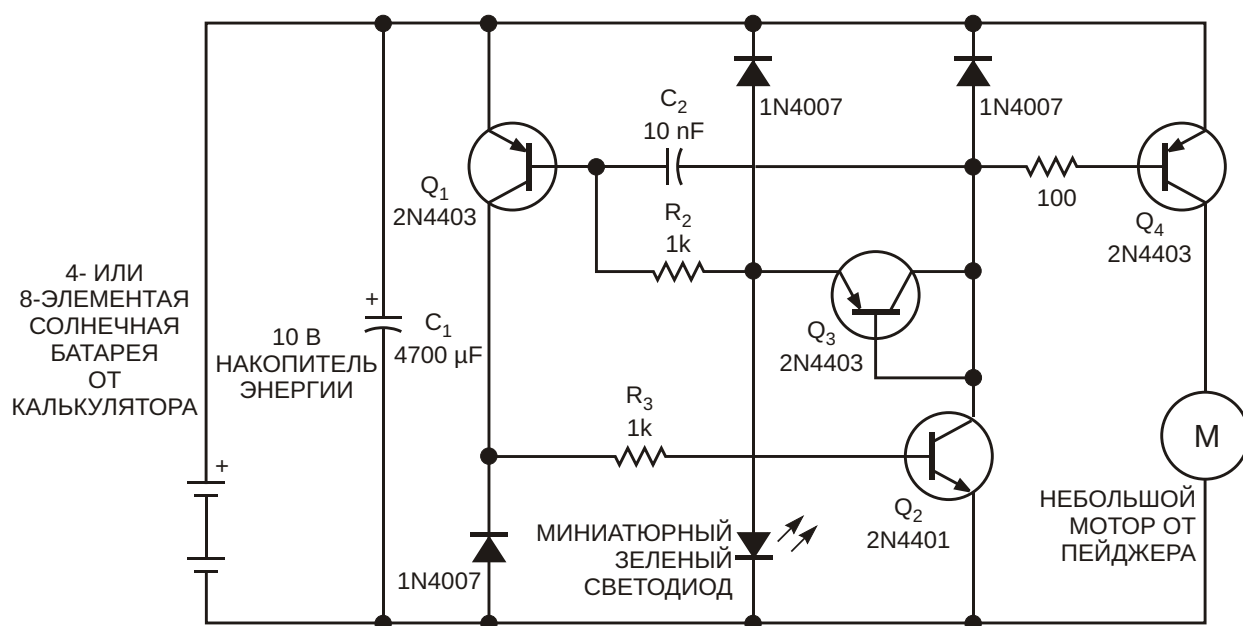 C2
10 nF
1N4007
1N4007
Q1
2N4403
R2
1k
100
Q4
2N4403
4- ИЛИ
8-ЭЛЕМЕНТАЯ
СОЛНЕЧНАЯ
БАТАРЕЯ
ОТ
КАЛЬКУЛЯТОРА
+
+
C1
4700 µF
10 В
НАКОПИТЕЛЬ
ЭНЕРГИИ
Q3
2N4403
R3
1k
M
Q2
2N4401
НЕБОЛЬШОЙ
МОТОР ОТ
ПЕЙДЖЕРА
МИНИАТЮРНЫЙ
ЗЕЛЕНЫЙ
СВЕТОДИОД
1N4007